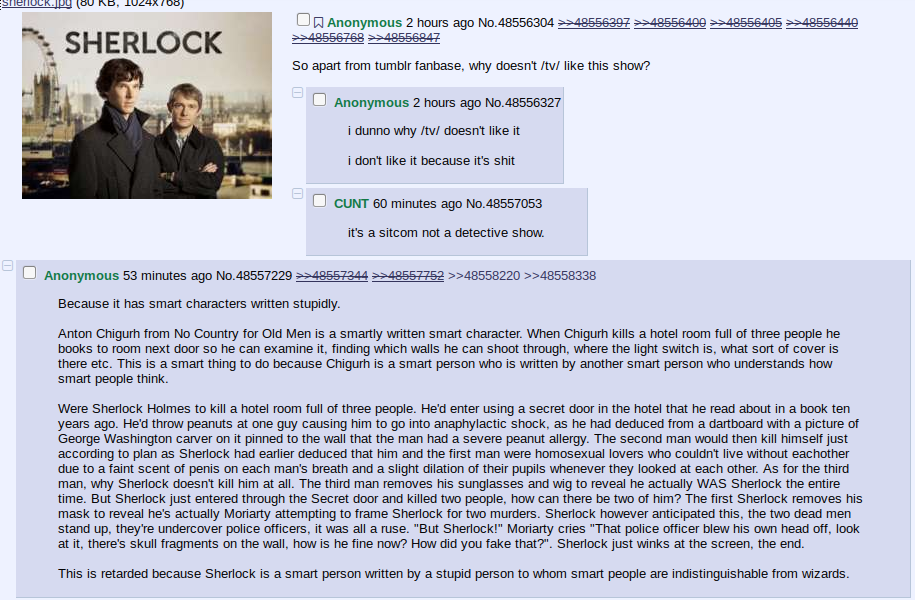 sherlock.jpg (80 KB, 1024x768)
SHERLOCK
Anonymous 2 hours ago No.48556304 >>48556397 >>48556400 >>48556405 >>48556440
>>48556768 >>48556847
So apart from tumblr fanbase, why doesn't /tv/ like this show?
Anonymous 2 hours ago No.48556327
i dunno why /tv/ doesn't like it
i don't like it because it's shit
CUNT 60 minutes ago No.48557053
it's a sitcom not a detective show.
Anonymous 53 minutes ago No.48557229 >>48557344 >>48557752 >>48558220 >>48558338
Because it has smart characters written stupidly.
Anton Chigurh from No Country for Old Men is a smartly written smart character. When Chigurh kills a hotel room full of three people he
books to room next door so he can examine it, finding which walls he can shoot through, where the light switch is, what sort of cover is
there etc. This is a smart thing to do because Chigurh is a smart person who is written by another smart person who understands how
smart people think.
Were Sherlock Holmes to kill a hotel room full of three people. He'd enter using a secret door in the hotel that he read about in a book ten
years ago. He'd throw peanuts at one guy causing him to go into anaphylactic shock, as he had deduced from a dartboard with a picture of
George Washington carver on it pinned to the wall that the man had a severe peanut allergy. The second man would then kill himself just
according to plan as Sherlock had earlier deduced that him and the first man were homosexual lovers who couldn't live without eachother
due to a faint scent of penis on each man's breath and a slight dilation of their pupils whenever they looked at each other. As for the third
man, why Sherlock doesn't kill him at all. The third man removes his sunglasses and wig to reveal he actually WAS Sherlock the entire
time. But Sherlock just entered through the Secret door and killed two people, how can there be two of him? The first Sherlock removes his
mask to reveal he's actually Moriarty attempting to frame Sherlock for two murders. Sherlock however anticipated this, the two dead men
stand up, they're undercover police officers, it was all a ruse. "But Sherlock!" Moriarty cries "That police officer blew his own head off, look
at it, there's skull fragments on the wall, how is he fine now? How did you fake that?". Sherlock just winks at the screen, the end.
This is retarded because Sherlock is a smart person written by a stupid person to whom smart people are indistinguishable from wizards.